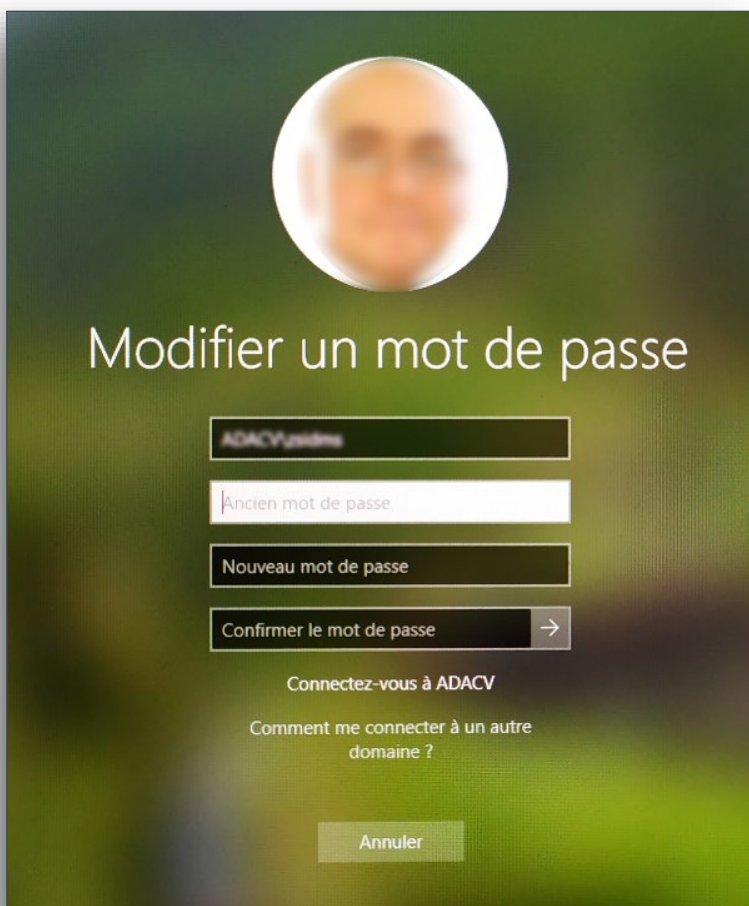 Modifier un mot de passe
Ancien mot de passe
Nouveau mot de passe
Confirmer le mot de passe
Connectez-vous à ADACV
Comment me connecter à un autre
domaine ?
Annuler